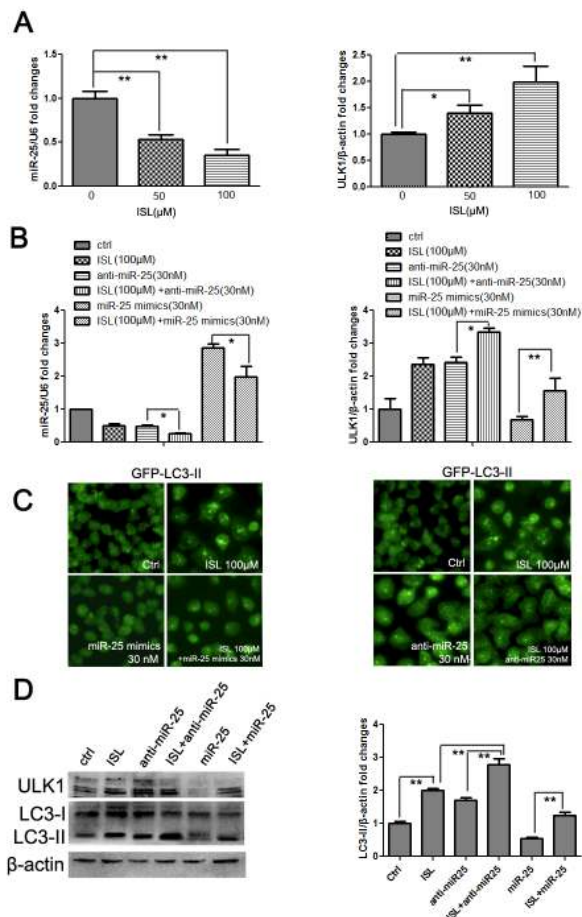 A
miR-25/U6 fold changes
1.5
1.0
0.5
0.0
**
**
0
50
100
ISL(μM)
ULK1/β-actin fold changes
2.5
2.0
1.5
1.0
0.5
0.0
**
*
0
50
100
ISL(μM)
B
ctrl
ISL(100μM)
anti-miR-25(30nM)
ISL(100μM) +anti-miR-25(30nM)
miR-25 mimics(30nM)
ISL(100μM) +miR-25 mimics(30nM)
miR-25/U6 fold changes
4
3
2
1
0
*
*
ctrl
ISL(100μM)
anti-miR-25(30nM)
ISL(100μM) +anti-miR-25(30nM)
miR-25 mimics(30nM)
ISL(100μM) +miR-25 mimics(30nM)
ULK1/β-actin fold changes
4
3
2
1
0
*
**
C
GFP-LC3-II
Ctrl
ISL 100μM
miR-25 mimics
30 nM
ISL 100μM
+miR-25 mimics 30nM
GFP-LC3-II
Ctrl
ISL 100μM
anti-miR-25
30 nM
ISL 100μM
anti-miR25 30nM
D
ctrl
ISL
anti-miR-25
ISL+anti-miR-25
miR-25
ISL+miR-25
ULK1
LC3-I
LC3-II
β-actin
LC3-II/β-actin fold changes
4
3
2
1
0
**
**
**
**
Ctrl
ISL
anti-miR25
ISL+anti-miR25
miR-25
ISL+miR-25